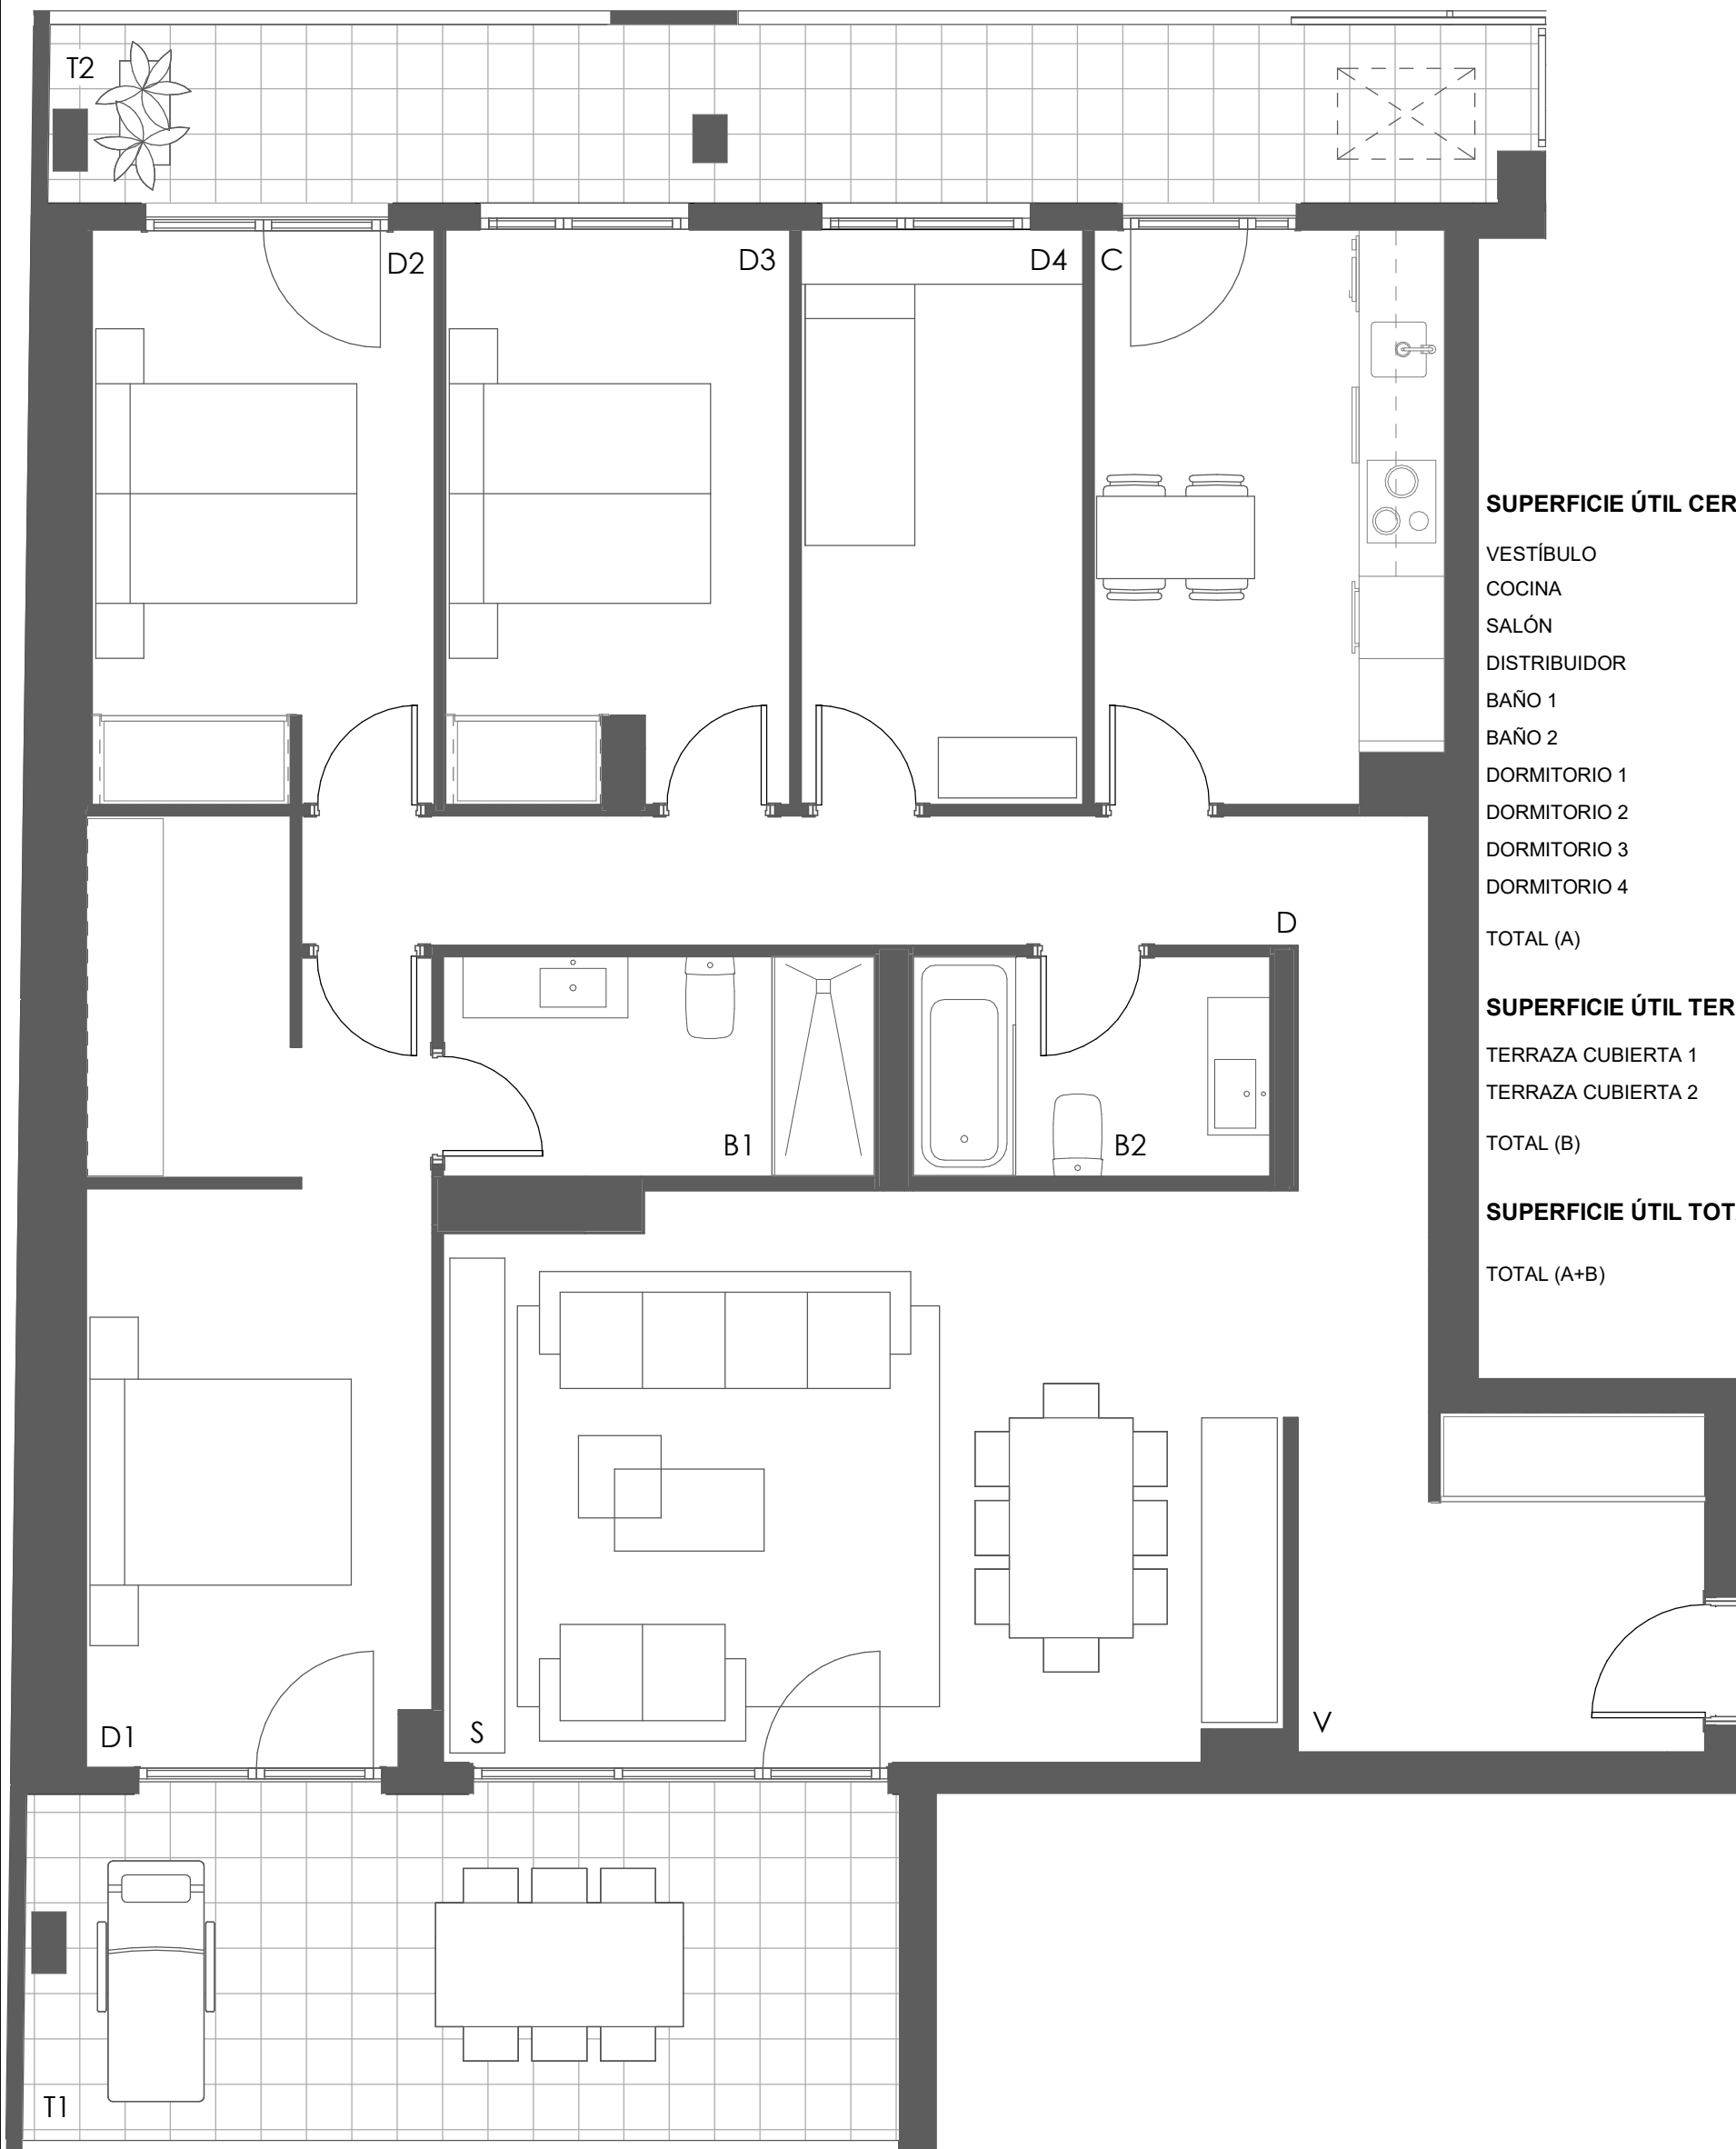 T2
D2
D3
D4
C
SUPERFICIE ÚTIL CER
VESTÍBULO
COCINA
SALÓN
DISTRIBUIDOR
BAÑO 1
BAÑO 2
DORMITORIO 1
DORMITORIO 2
DORMITORIO 3
DORMITORIO 4
D
TOTAL (A)
SUPERFICIE ÚTIL TER
TERRAZA CUBIERTA 1
TERRAZA CUBIERTA 2
B1
B2
TOTAL (B)
SUPERFICIE ÚTIL TOT
TOTAL (A+B)
D1
S
V
T1